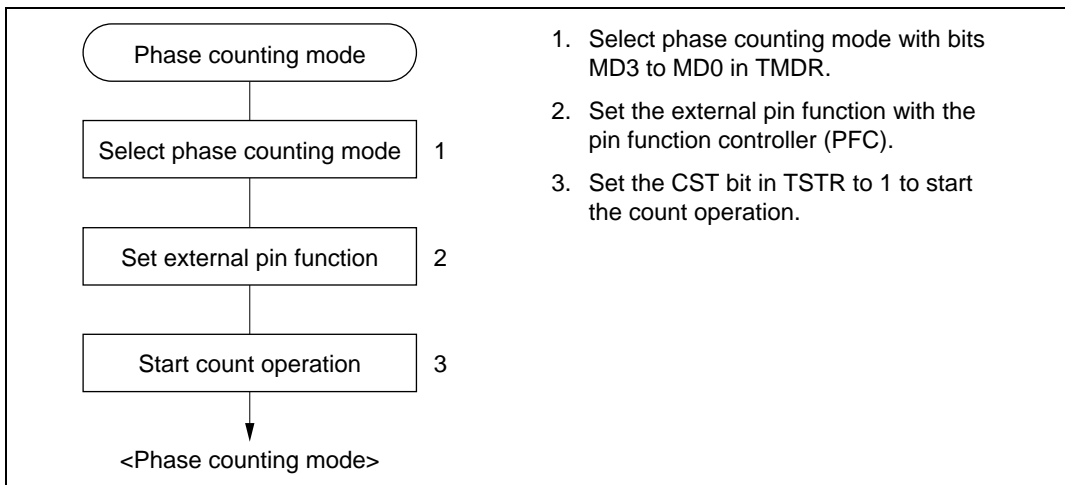 Phase counting mode
Select phase counting mode 1
Set external pin function 2
Start count operation 3
<Phase counting mode>
1. Select phase counting mode with bits
MD3 to MD0 in TMDR.
2. Set the external pin function with the
pin function controller (PFC).
3. Set the CST bit in TSTR to 1 to start
the count operation.